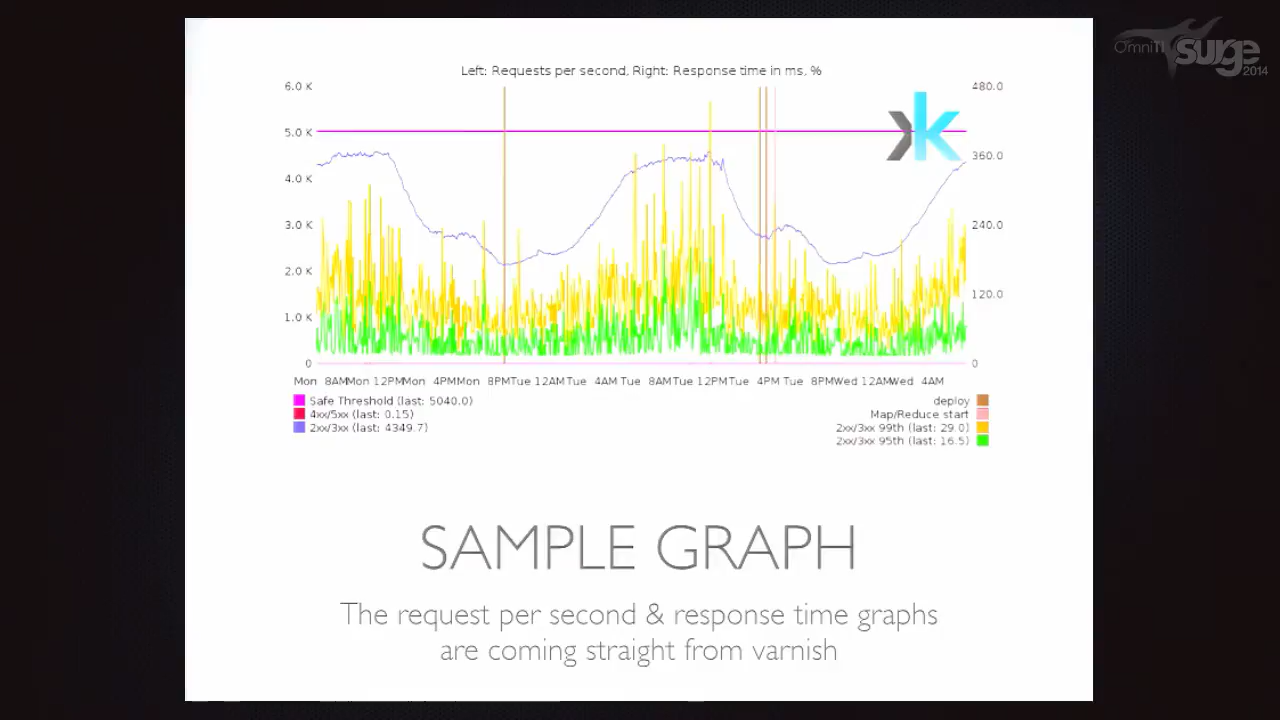 OmniTI surge 2014
Left: Requests per second, Right: Response time in ms, %
6.0 K
5.0 K
4.0 K
3.0 K
2.0 K
1.0 K
0
480.0
360.0
240.0
120.0
0
Mon 8AMMon 12PMMon 4PMMon 8PMTue 12AMTue 4AM Tue 8AMTue 12PMTue 4PM Tue 8PMWed 12AMWed 4AM
Safe Threshold (last: 5040.0)
4xx/5xx (last: 0.15)
2xx/3xx (last: 4349.7)
deploy
Map/Reduce start
2xx/3xx 99th (last: 29.0)
2xx/3xx 95th (last: 16.5)
SAMPLE GRAPH
The request per second & response time graphs
are coming straight from varnish